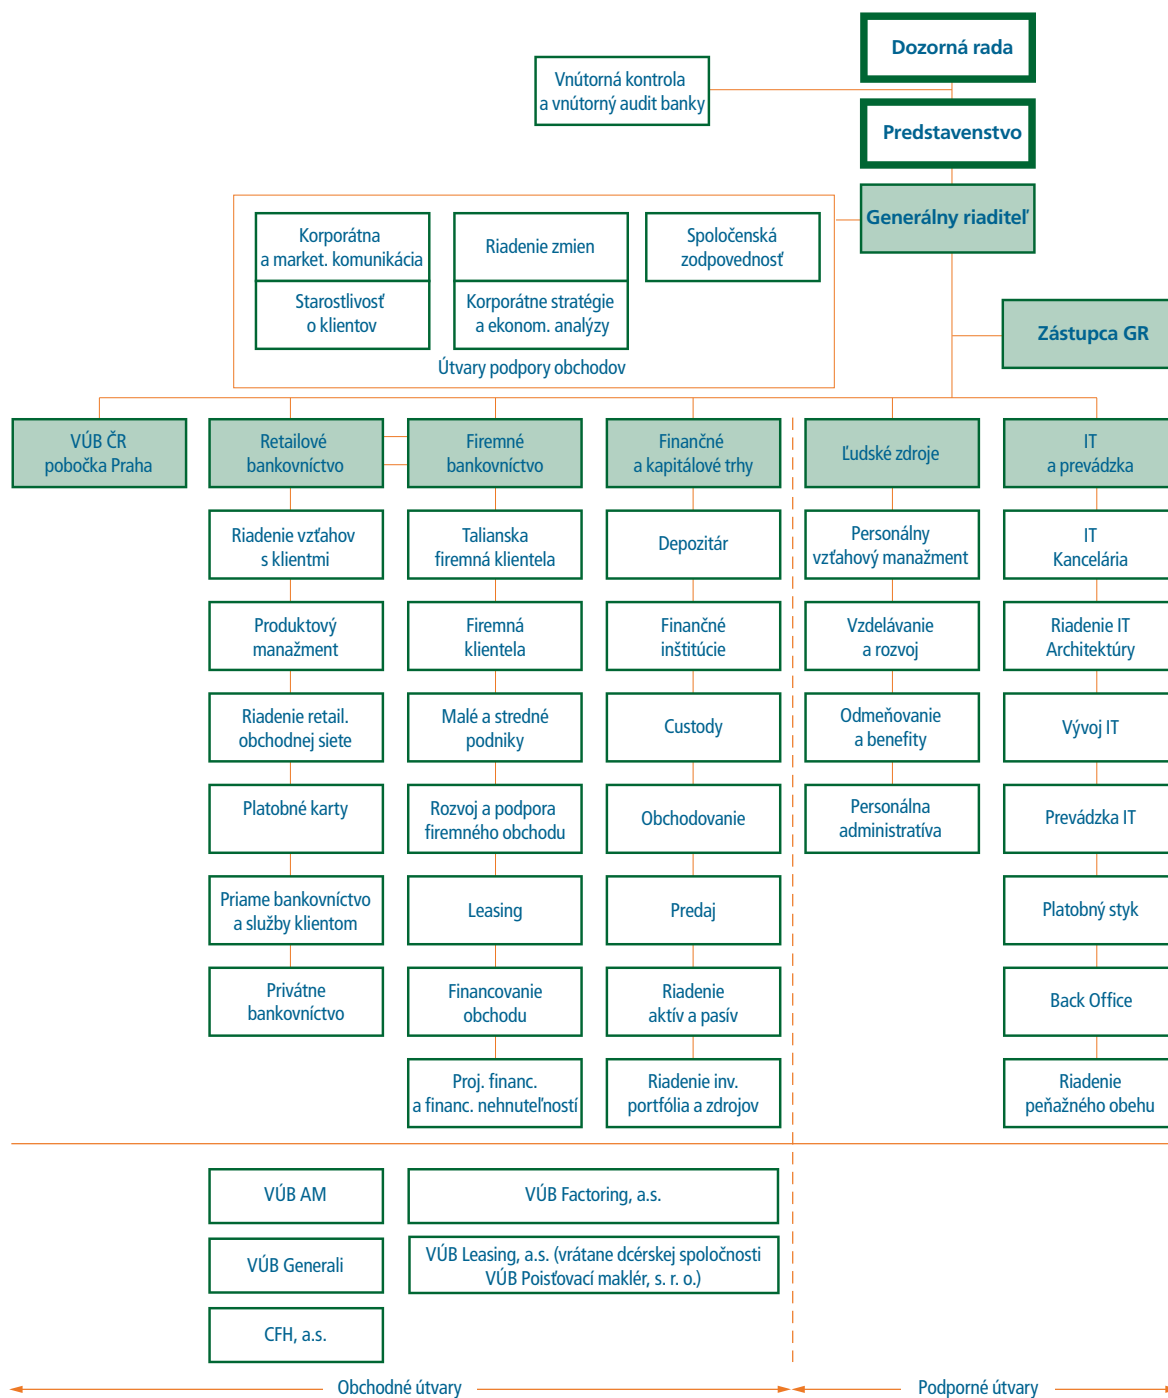 Dozorná rada
Vnútorná kontrola
a vnútorný audit banky
Predstavenstvo
Generálny riaditeľ
Korporátna
a market. komunikácia
Riadenie zmien
Spoločenská
zodpovednosť
Starostlivosť
o klientov
Korporátne stratégie
a ekonom. analýzy
Útvary podpory obchodov
Zástupca GR
VÚB ČR
pobočka Praha
Retailové
bankovníctvo
Firemné
bankovníctvo
Finančné
a kapitálové trhy
Ľudské zdroje
IT
a prevádzka
Riadenie vzťahov
s klientmi
Talianska
firemná klientela
Depozitár
Personálny
vzťahový manažment
IT
Kancelária
Produktový
manažment
Firemná
klientela
Finančné
inštitúcie
Vzdelávanie
a rozvoj
Riadenie IT
Architektúry
Riadenie retail.
obchodnej siete
Malé a stredné
podniky
Custody
Odmeňovanie
a benefity
Vývoj IT
Platobné karty
Rozvoj a podpora
firemného obchodu
Obchodovanie
Personálna
administratíva
Prevádzka IT
Priame bankovníctvo
a služby klientom
Leasing
Predaj
Platobný styk
Privátne
bankovníctvo
Financovanie
obchodu
Riadenie
aktív a pasív
Back Office
Proj. financ.
a financ. nehnuteľností
Riadenie inv.
portfólia a zdrojov
Riadenie
peňažného obehu
VÚB AM
VÚB Factoring, a.s.
VÚB Generali
VÚB Leasing, a.s. (vrátane dcérskej spoločnosti
VÚB Poisťovací maklér, s. r. o.)
CFH, a.s.
Obchodné útvary
Podporné útvary